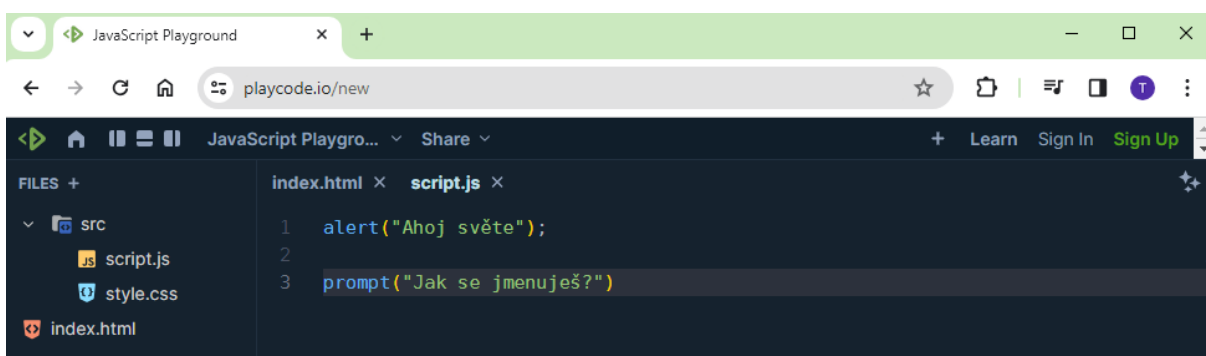 JavaScript Playground
playcode.io/new
T
JavaScript Playgro... Share + Learn Sign In Sign Up
FILES + index.html script.js
src
JS script.js
style.css
index.html
1 alert("Ahoj světe");
2
3 prompt("Jak se jmenuješ?")